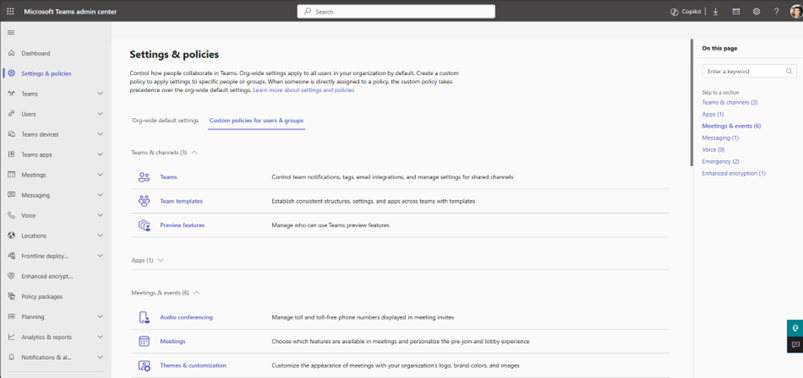 Microsoft Teams admin center
Search
Copilot
Dashboard
Settings & policies
Teams
Users
Teams devices
Teams apps
Meetings
Messaging
Voice
Locations
Frontline deploy...
Enhanced encrypt...
Policy packages
Planning
Analytics & reports
Notifications & al...
Settings & policies
Control how people collaborate in Teams. Org-wide settings apply to all users in your organization by default. Create a custom
policy to apply settings to specific people or groups. When someone is directly assigned to a policy, the custom policy takes
precedence over the org-wide default settings. Learn more about settings and policies
Org-wide default settings Custom policies for users & groups
Teams & channels (3)
Teams Control team notifications, tags, email integrations, and manage settings for shared channels
Team templates Establish consistent structures, settings, and apps across teams with templates
Preview features Manage who can use Teams preview features
Apps (1)
Meetings & events (6)
Audio conferencing Manage toll and toll-free phone numbers displayed in meeting invites
Meetings Choose which features are available in meetings and personalize the pre-join and lobby experience
Themes & customization Customize the appearance of meetings with your organization's logo, brand colors, and images
On this page
Enter a keyword
Skip to a section
Teams & channels (3)
Apps (1)
Meetings & events (6)
Messaging (1)
Voice (9)
Emergency (2)
Enhanced encryption (1)